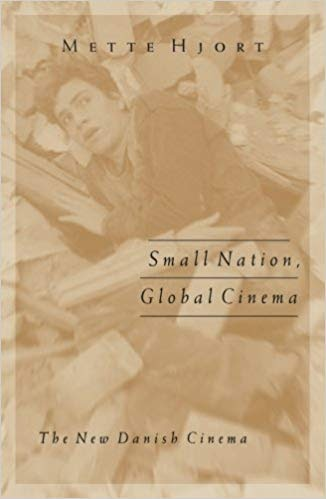 METTE HJORT
Small Nation,
Global Cinema
The New Danish Cinema